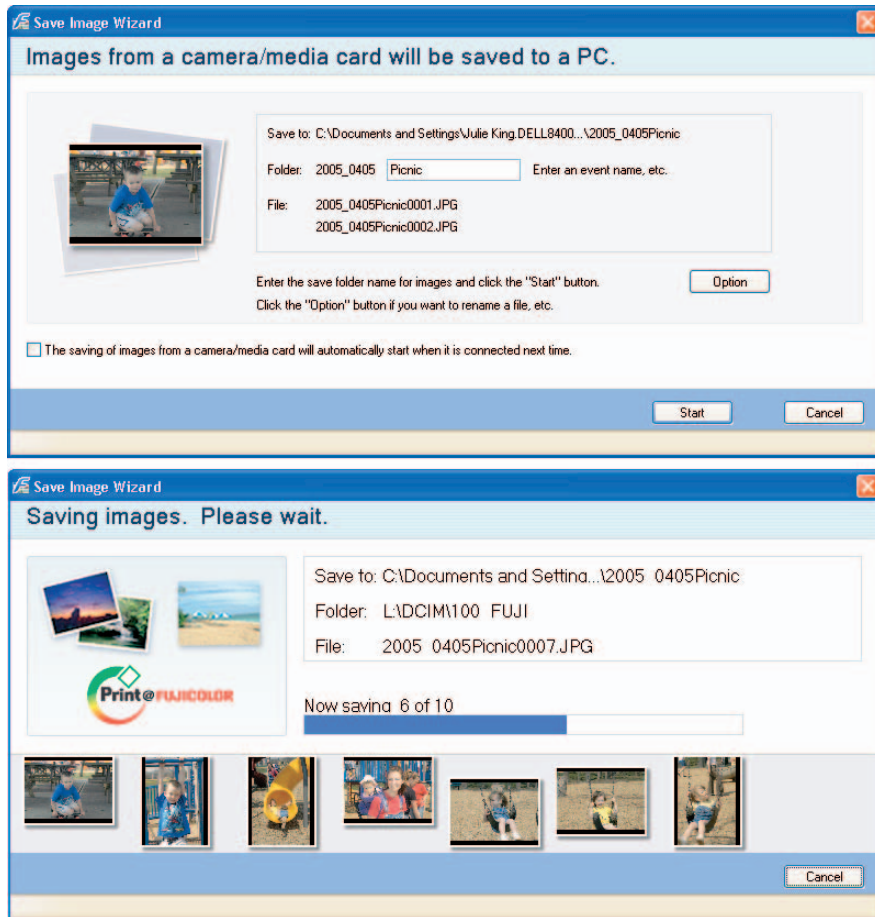 Save Image Wizard
Images from a camera/media card will be saved to a PC.
Save to: C:\Documents and Settings\Julie King.DELL8400...\2005_0405Picnic
Folder: 2005_0405 Picnic Enter an event name, etc.
File: 2005_0405Picnic0001.JPG
2005_0405Picnic0002.JPG
Enter the save folder name for images and click the "Start" button.
Option
Click the "Option" button if you want to rename a file, etc.
The saving of images from a camera/media card will automatically start when it is connected next time.
Start Cancel
Save Image Wizard
Saving images. Please wait.
Save to: C:\Documents and Setting...\2005 0405Picnic
Folder: L:\DCIM\100 FUJI
File: 2005 0405Picnic0007.JPG
Print@FUJICOLOR
Now saving 6 of 10
Cancel